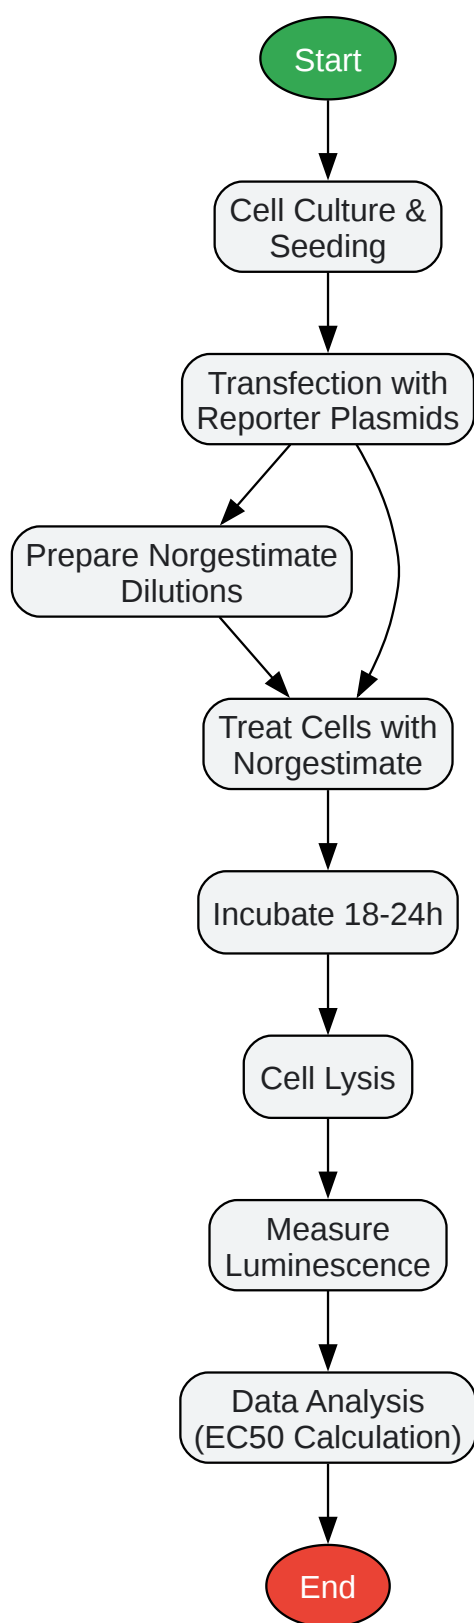 Start
Cell Culture &
Seeding
Transfection with
Reporter Plasmids
Prepare Norgestimate
Dilutions
Treat Cells with
Norgestimate
Incubate 18-24h
Cell Lysis
Measure
Luminescence
Data Analysis
(EC50 Calculation)
End